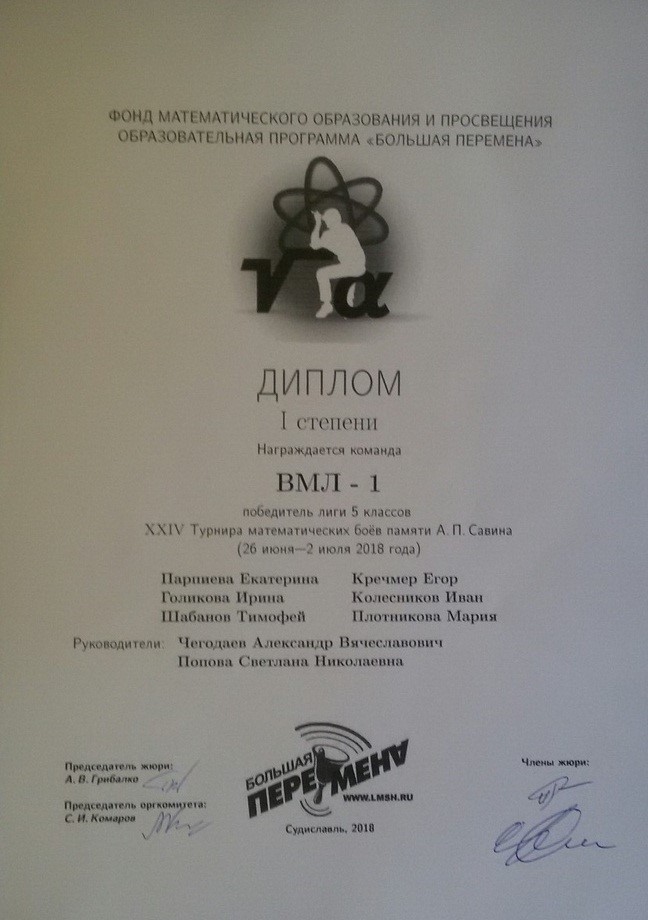 ФОНД МАТЕМАТИЧЕСКОГО ОБРАЗОВАНИЯ И ПРОСВЕЩЕНИЯ
ОБРАЗОВАТЕЛЬНАЯ ПРОГРАММА «БОЛЬШАЯ ПЕРЕМЕНА»
√α
ДИПЛОМ
I степени
Награждается команда
ВМЛ - 1
победитель лиги 5 классов
XXIV Турнира математических боёв памяти А. П. Савина
(26 июня—2 июля 2018 года)
Парпиева Екатерина Кречмер Егор
Голикова Ирина Колесников Иван
Шабанов Тимофей Плотникова Мария
Руководители: Чегодаев Александр Вячеславович
Попова Светлана Николаевна
Председатель жюри:
А. В. Грибалко
Председатель оргкомитета:
С. И. Комаров
БОЛЬШАЯ
ПЕРЕМЕНА
WWW.LMSH.RU
Судиславль, 2018
Члены жюри: